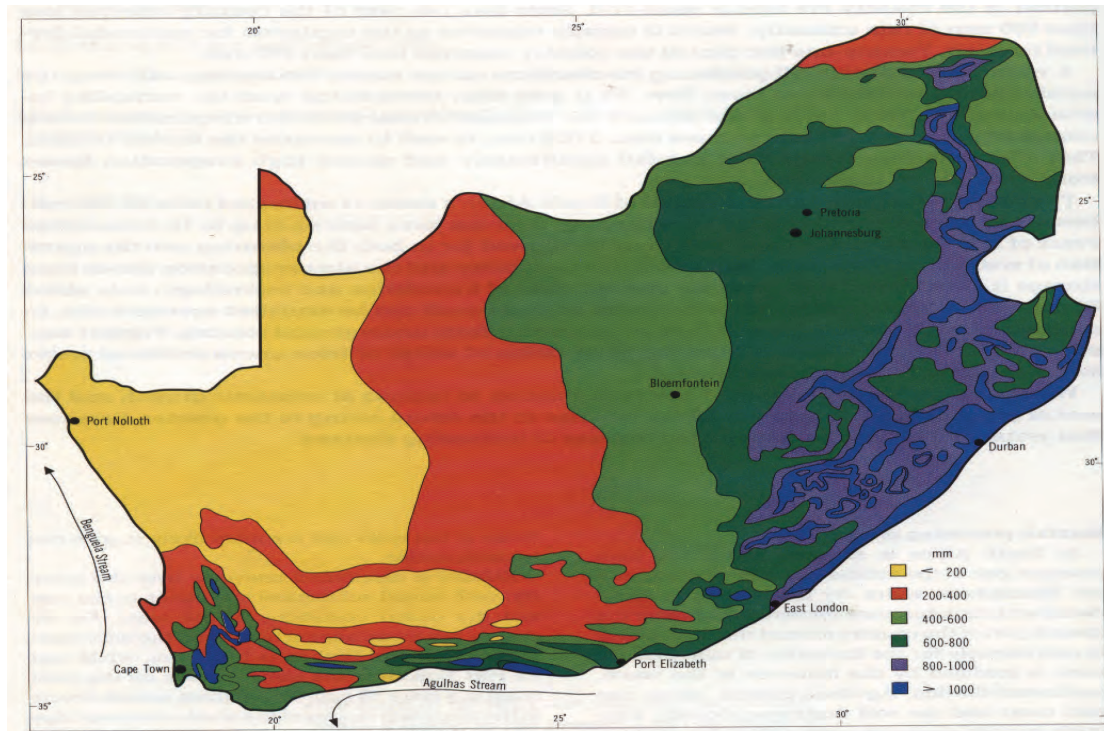 20°
25°
30°
25°
25°
Pretoria
Johannesburg
Bloemfontein
Port Nolloth
Durban
30°
30°
Benguela Stream
mm
< 200
200-400
East London
400-600
600-800
Port Elizabeth
800-1000
Cape Town
> 1000
Agulhas Stream
35°
20°
25°
30°